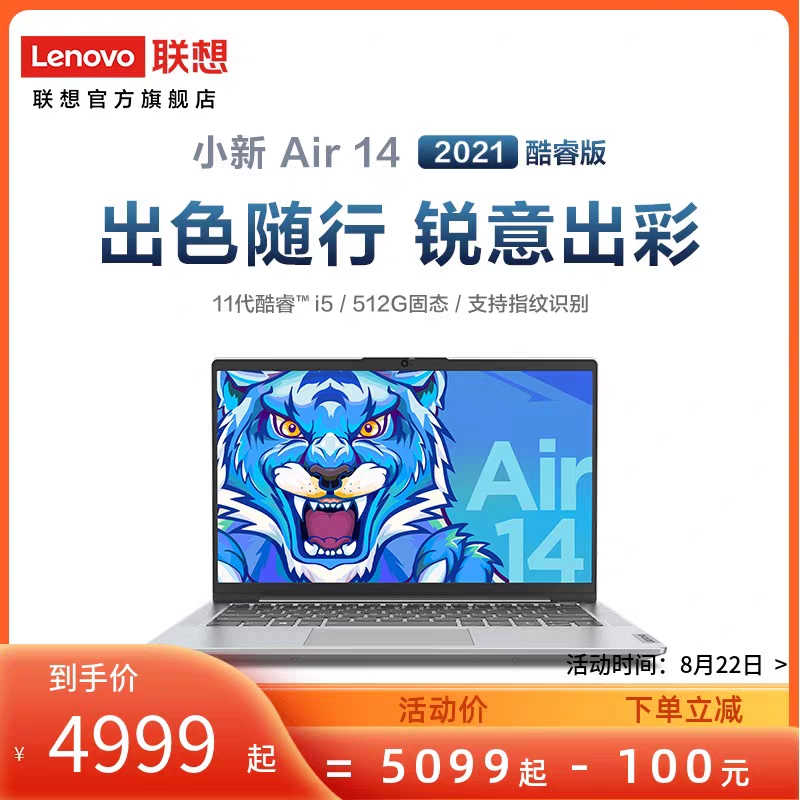 Lenovo 联想
联想官方旗舰店
小新 Air 14 2021 酷睿版
出色随行 锐意出彩
11代酷睿™ i5 / 512G固态 / 支持指纹识别
Air
14
活动时间：8月22日 >
到手价
活动价 下单立减
¥ 4999 起 = 5099起 - 100元